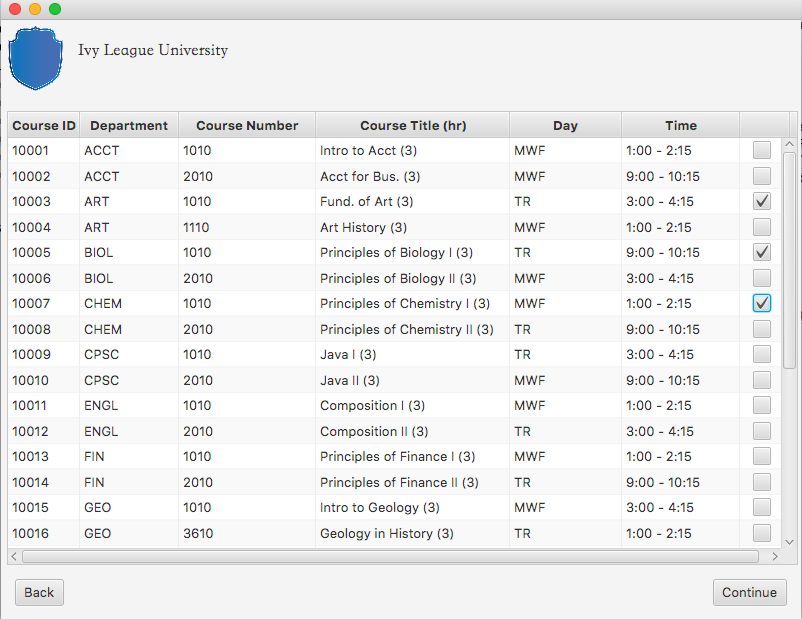 Ivy League University
Course ID Department Course Number Course Title (hr) Day Time
10001 ACCT 1010 Intro to Acct (3) MWF 1:00 - 2:15
10002 ACCT 2010 Acct for Bus. (3) MWF 9:00 - 10:15
10003 ART 1010 Fund. of Art (3) TR 3:00 - 4:15
10004 ART 1110 Art History (3) MWF 1:00 - 2:15
10005 BIOL 1010 Principles of Biology I (3) TR 9:00 - 10:15
10006 BIOL 2010 Principles of Biology II (3) MWF 3:00 - 4:15
10007 CHEM 1010 Principles of Chemistry I (3) MWF 1:00 - 2:15
10008 CHEM 2010 Principles of Chemistry II (3) TR 9:00 - 10:15
10009 CPSC 1010 Java I (3) TR 3:00 - 4:15
10010 CPSC 2010 Java II (3) MWF 9:00 - 10:15
10011 ENGL 1010 Composition I (3) MWF 1:00 - 2:15
10012 ENGL 2010 Composition II (3) TR 3:00 - 4:15
10013 FIN 1010 Principles of Finance I (3) MWF 1:00 - 2:15
10014 FIN 2010 Principles of Finance II (3) TR 9:00 - 10:15
10015 GEO 1010 Intro to Geology (3) MWF 3:00 - 4:15
10016 GEO 3610 Geology in History (3) TR 1:00 - 2:15
Back Continue